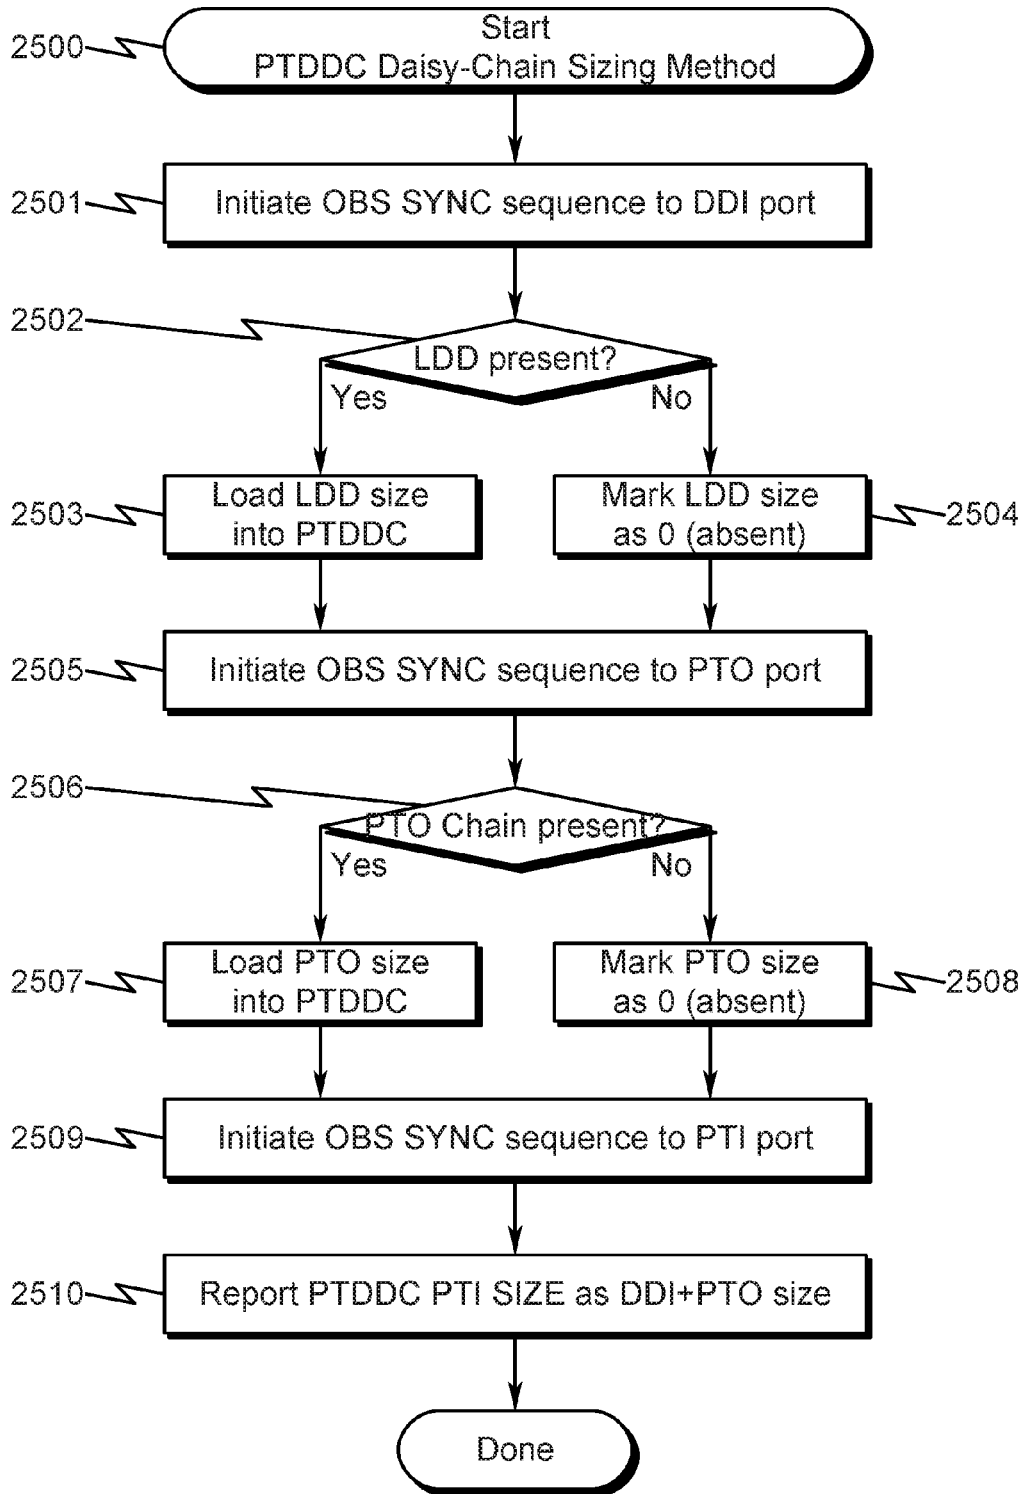 2500
Start
PTDDC Daisy-Chain Sizing Method
2501
Initiate OBS SYNC sequence to DDI port
2502
LDD present?
Yes
No
2503
Load LDD size
into PTDDC
Mark LDD size
as 0 (absent)
2504
2505
Initiate OBS SYNC sequence to PTO port
2506
PTO Chain present?
Yes
No
2507
Load PTO size
into PTDDC
Mark PTO size
as 0 (absent)
2508
2509
Initiate OBS SYNC sequence to PTI port
2510
Report PTDDC PTI SIZE as DDI+PTO size
Done